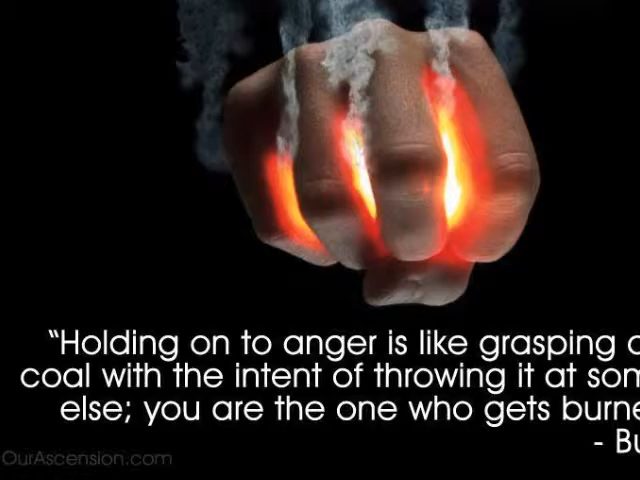 “Holding on to anger is like grasping
coal with the intent of throwing it at
else; you are the one who gets
-
OurAscension.com